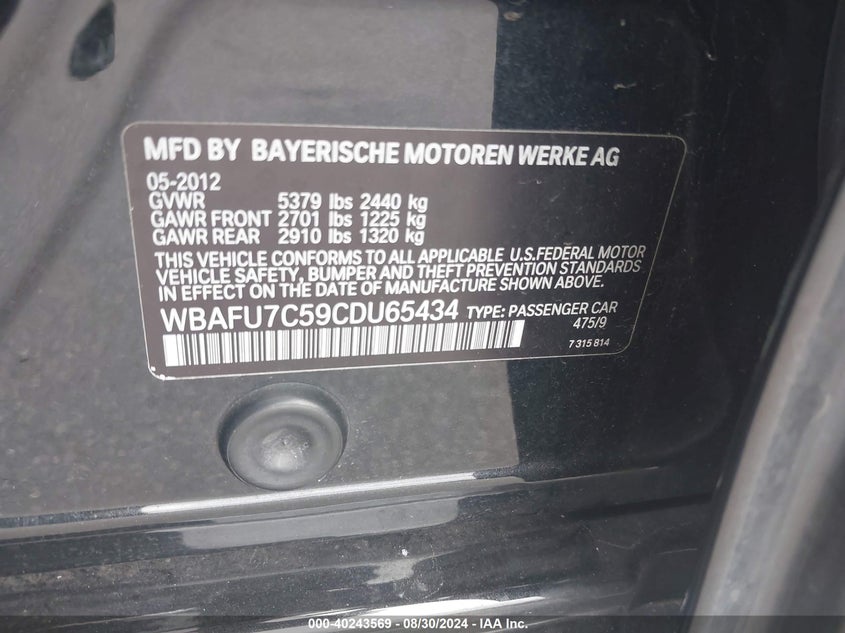 MFD BY BAYERISCHE MOTOREN WERKE AG
05-2012
GVWR 5379 lbs 2440 kg
GAWR FRONT 2701 lbs 1225 kg
GAWR REAR 2910 lbs 1320 kg
THIS VEHICLE CONFORMS TO ALL APPLICABLE U.S.FEDERAL MOTOR
VEHICLE SAFETY, BUMPER AND THEFT PREVENTION STANDARDS
IN EFFECT ON THE DATE OF MANUFACTURE SHOWN ABOVE.
WBAFU7C59CDU65434 TYPE: PASSENGER CAR
475/9
7 315 814
000-40243569 - 08/30/2024 - IAA Inc.